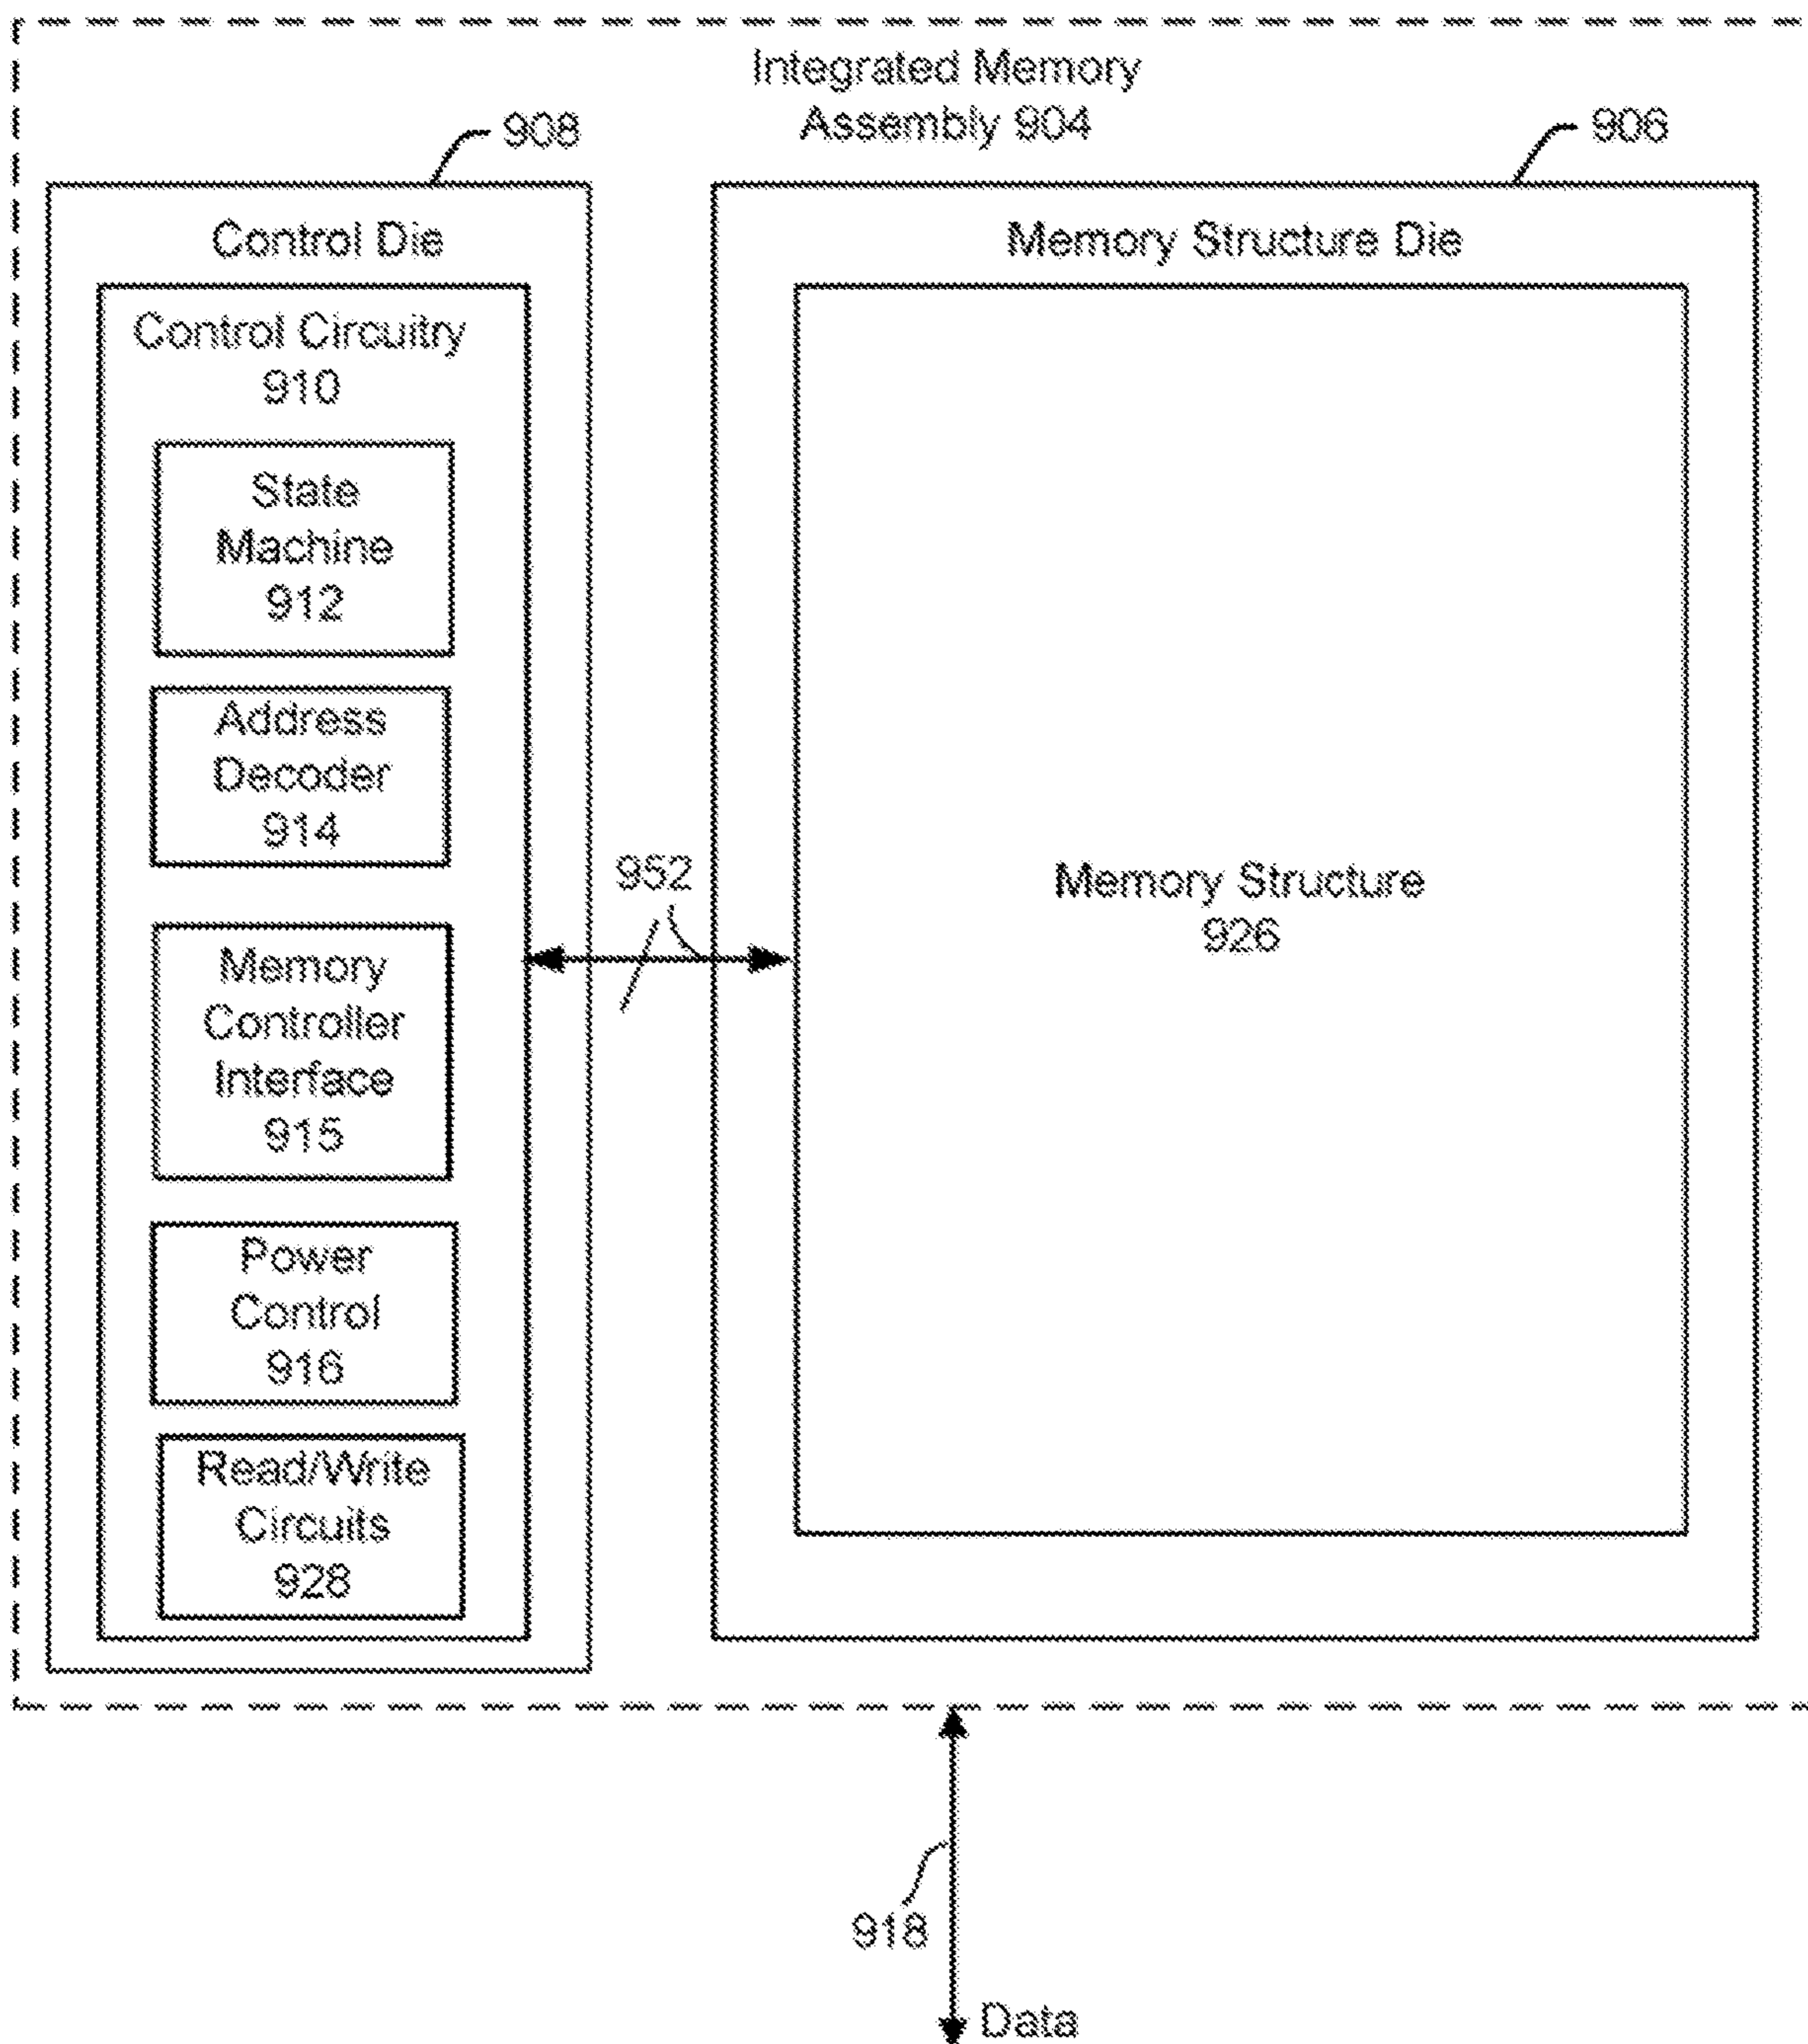 Integrated Memory
Assembly 904
908
906
Control Die
Control Circuitry
910
State
Machine
912
Address
Decoder
914
Memory
Controller
Interface
915
Power
Control
916
Read/Write
Circuits
928
952
Memory Structure Die
Memory Structure
926
918
Data